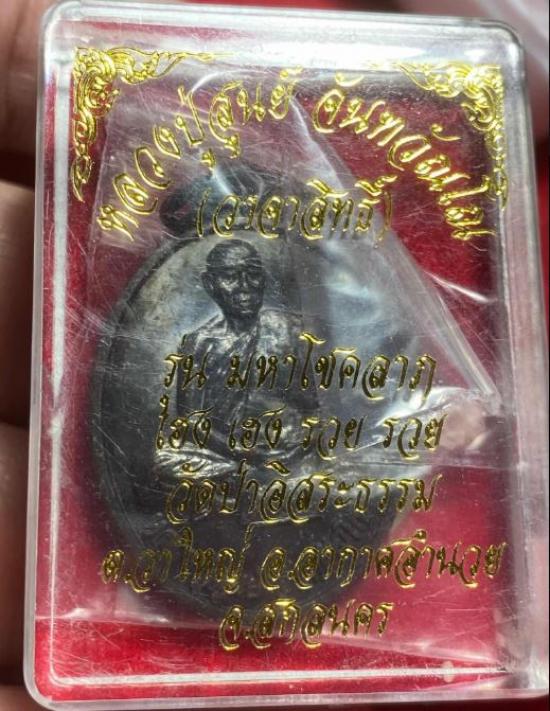 หลวงปู่สูนย์ จันทวัณโณ
(วาจาสิทธิ์)
รุ่น มหาโชคลาภ
เฮง เฮง รวย รวย
วัดป่าอิสระธรรม
ต.วาใหญ่ อ.อากาศอำนวย
จ.สกลนคร